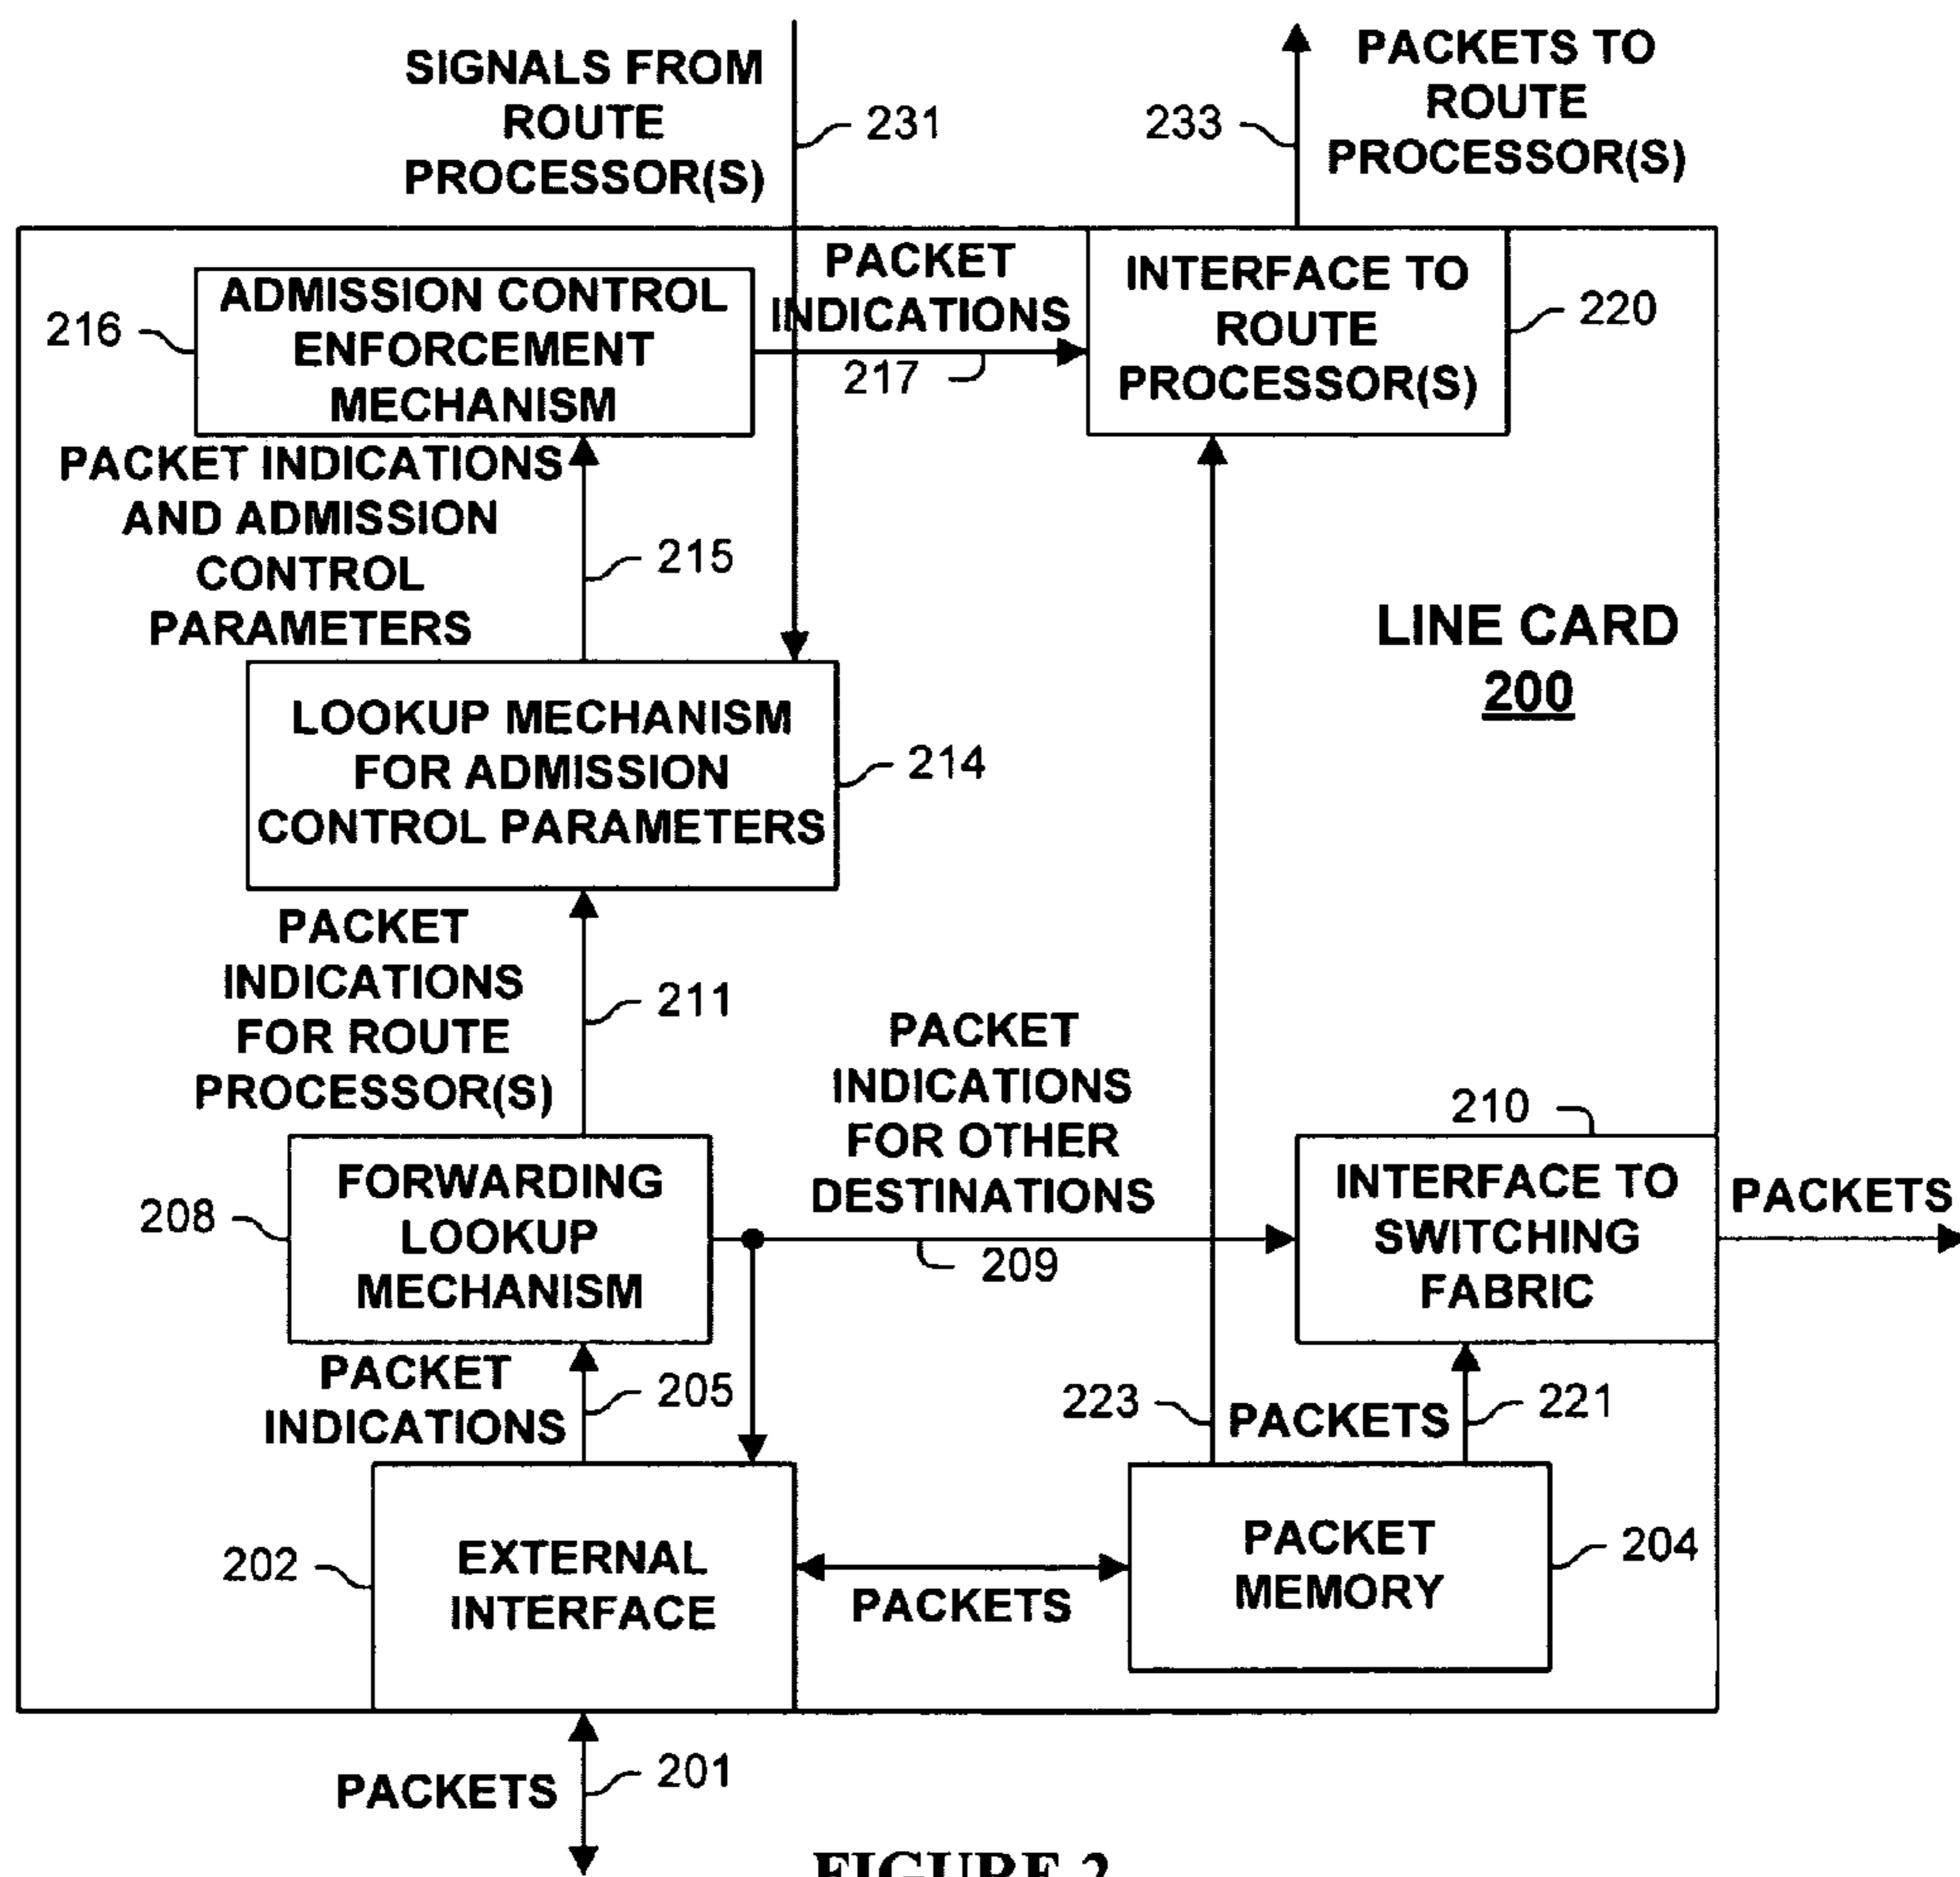 SIGNALS FROM
ROUTE
PROCESSOR(S)
231
233
PACKETS TO
ROUTE
PROCESSOR(S)
216
ADMISSION CONTROL
ENFORCEMENT
MECHANISM
PACKET
INDICATIONS
217
INTERFACE TO
ROUTE
PROCESSOR(S)
220
PACKET INDICATIONS
AND ADMISSION
CONTROL
PARAMETERS
215
LINE CARD
200
LOOKUP MECHANISM
FOR ADMISSION
CONTROL PARAMETERS
214
PACKET
INDICATIONS
FOR ROUTE
PROCESSOR(S)
211
PACKET
INDICATIONS
FOR OTHER
DESTINATIONS
209
210
208
FORWARDING
LOOKUP
MECHANISM
INTERFACE TO
SWITCHING
FABRIC
PACKETS
PACKET
INDICATIONS
205
223
PACKETS
221
202
EXTERNAL
INTERFACE
PACKETS
PACKET
MEMORY
204
PACKETS
201
FIGURE 2